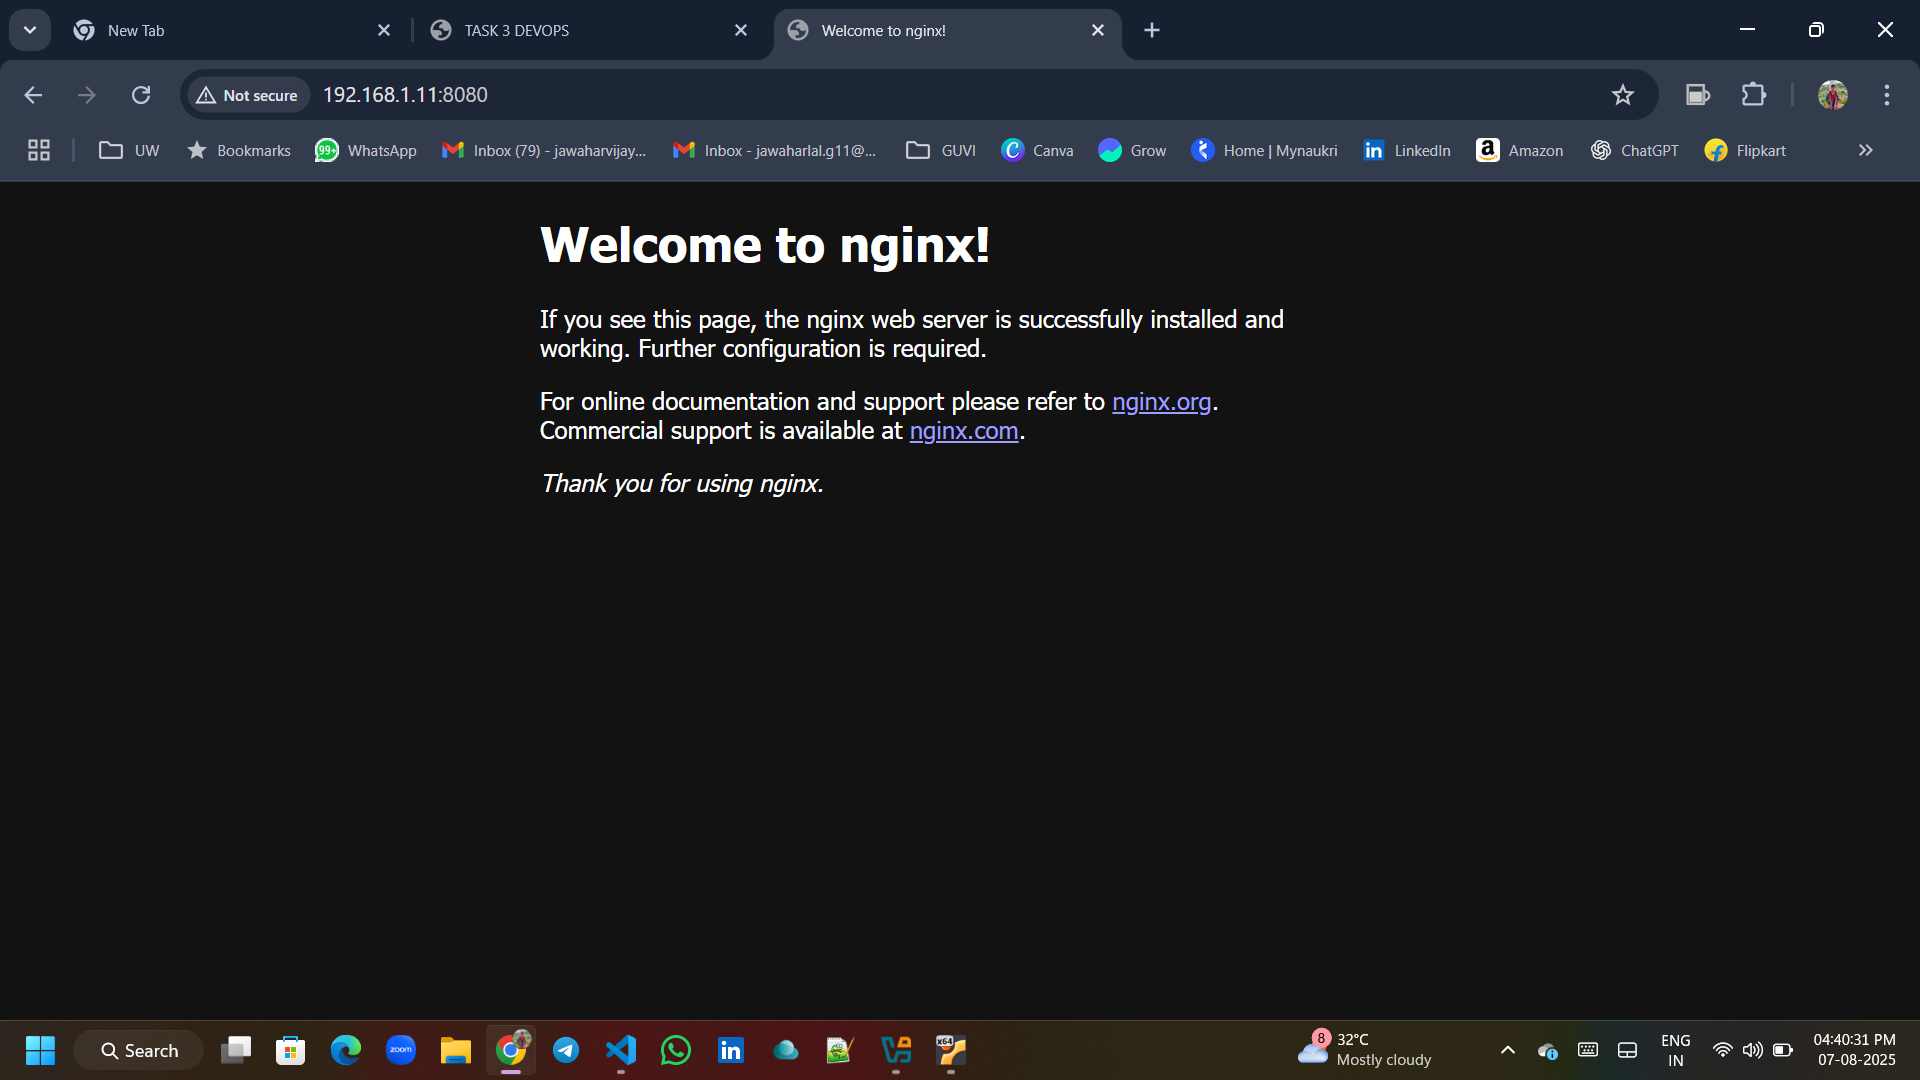 New Tab
TASK 3 DEVOPS
Welcome to nginx!
Not secure
192.168.1.11:8080
UW
Bookmarks
99+
WhatsApp
Inbox (79) - jawaharvijay...
Inbox - jawaharlal.g11@...
GUVI
Canva
Grow
Home | Mynaukri
LinkedIn
Amazon
ChatGPT
Flipkart
Welcome to nginx!
If you see this page, the nginx web server is successfully installed and
working. Further configuration is required.
For online documentation and support please refer to nginx.org.
Commercial support is available at nginx.com.
Thank you for using nginx.
Search
zoom
X64
8
32°C
Mostly cloudy
ENG
IN
04:40:31 PM
07-08-2025